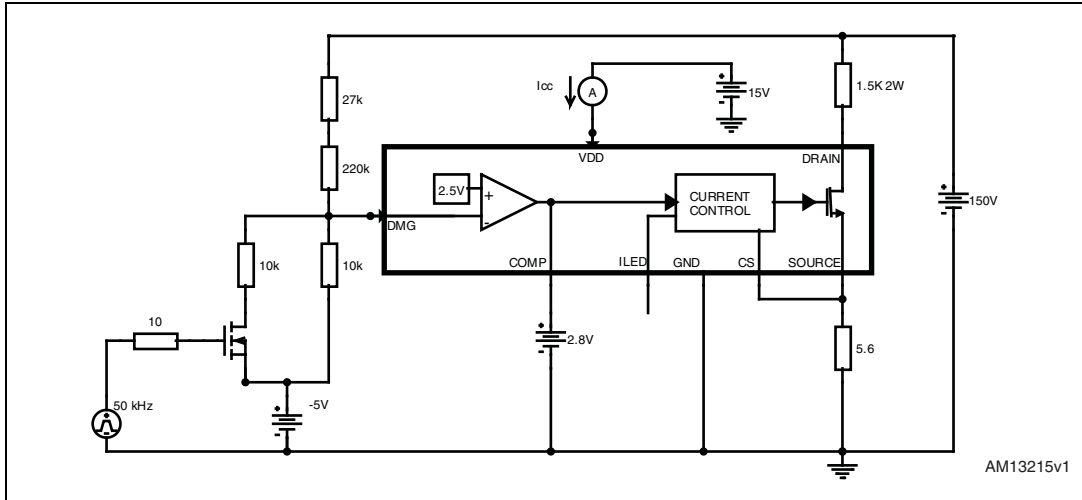 27k
Icc
A
15V
1.5K 2W
220k
VDD
DRAIN
2.5V
+
-
CURRENT
CONTROL
150V
DMG
10k
10k
COMP
ILED
GND
CS
SOURCE
10
2.8V
5.6
50 kHz
-5V
AM13215v1